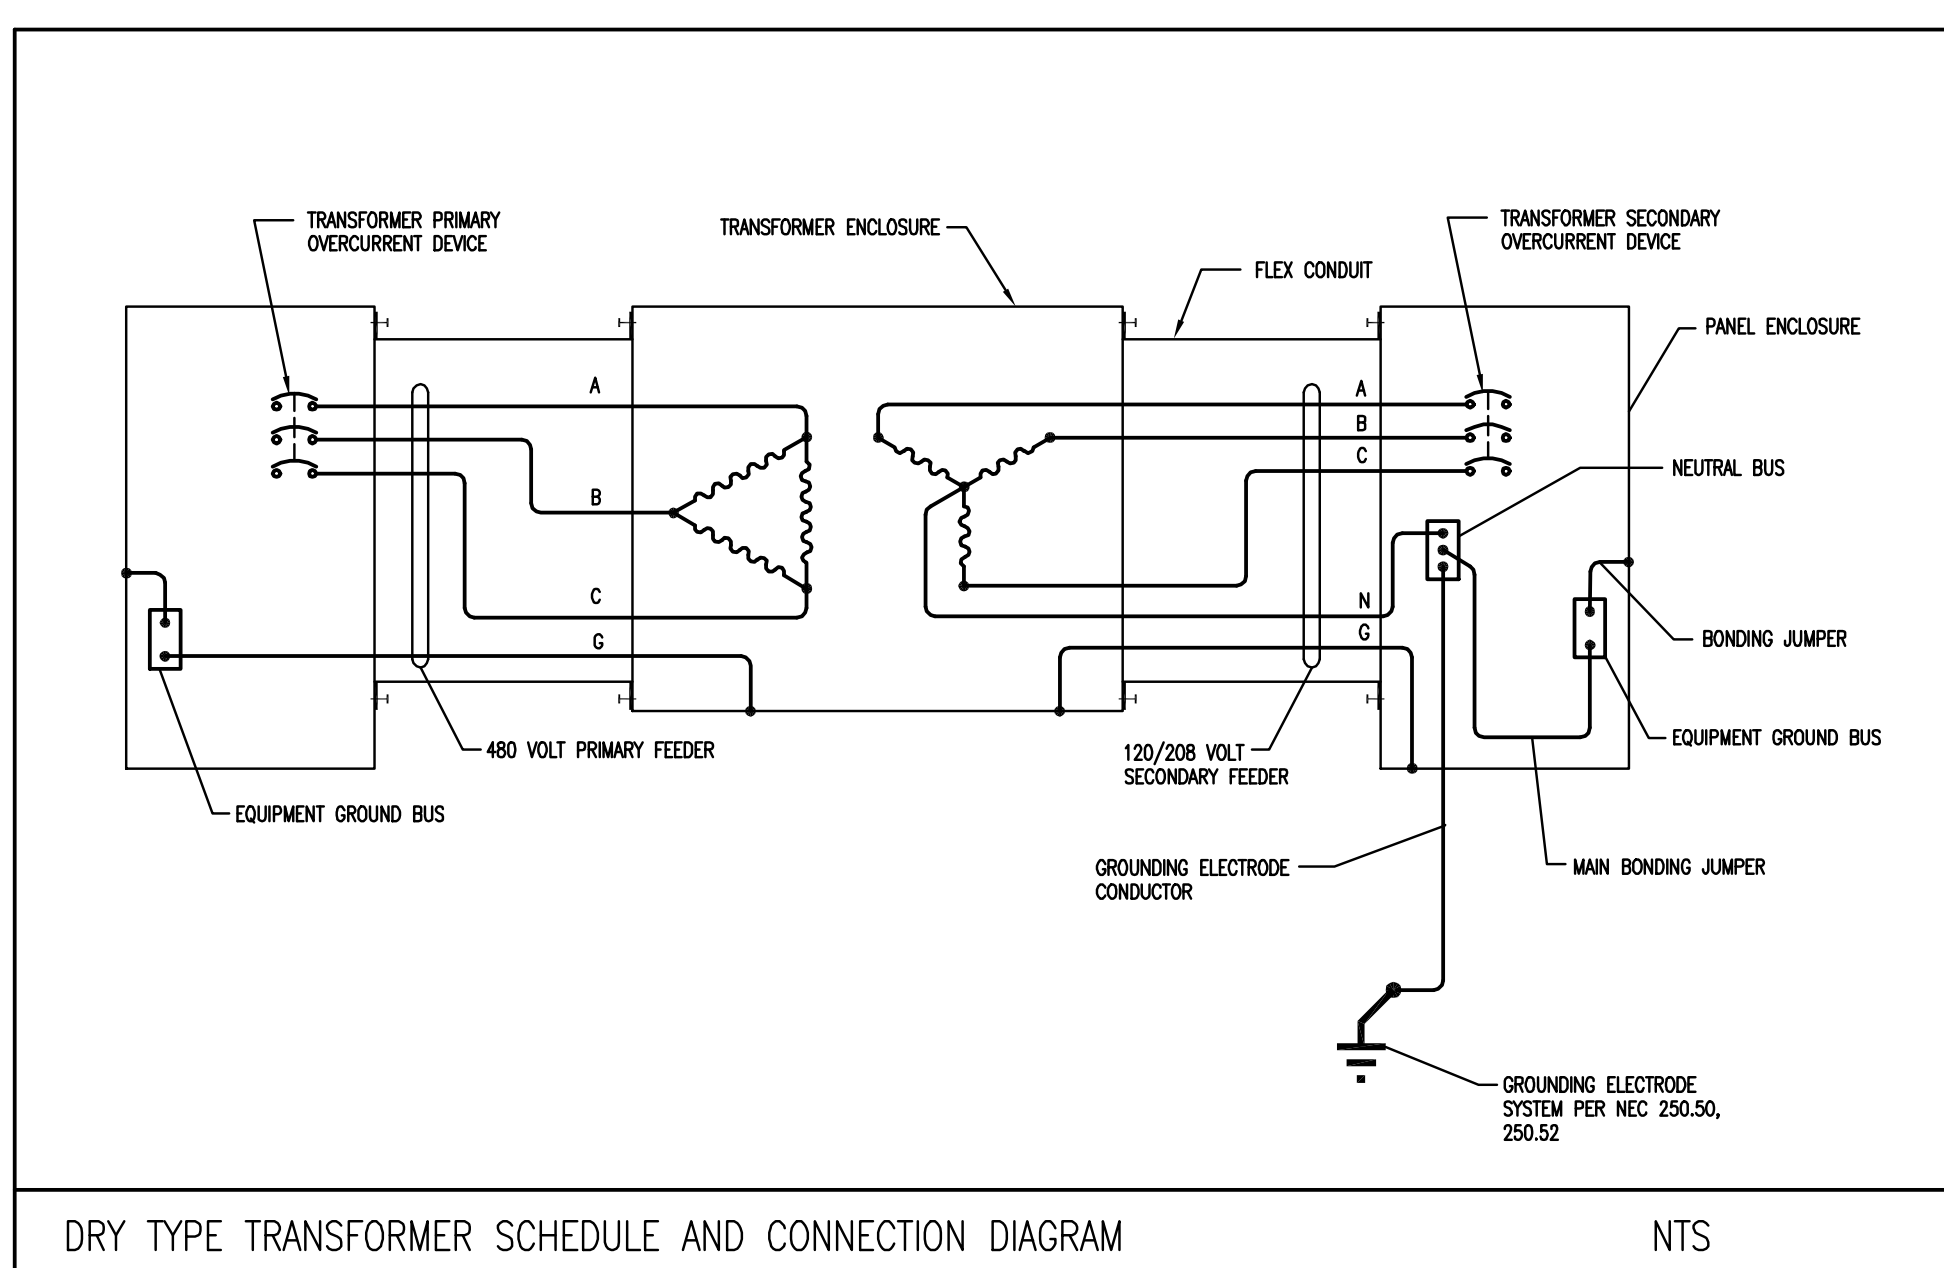 TRANSFORMER PRIMARY
OVERCURRENT DEVICE
TRANSFORMER ENCLOSURE
FLEX CONDUIT
TRANSFORMER SECONDARY
OVERCURRENT DEVICE
PANEL ENCLOSURE
A
B
C
G
A
B
C
N
G
NEUTRAL BUS
BONDING JUMPER
EQUIPMENT GROUND BUS
480 VOLT PRIMARY FEEDER
120/208 VOLT
SECONDARY FEEDER
EQUIPMENT GROUND BUS
GROUNDING ELECTRODE
CONDUCTOR
MAIN BONDING JUMPER
GROUNDING ELECTRODE
SYSTEM PER NEC 250.50,
250.52
DRY TYPE TRANSFORMER SCHEDULE AND CONNECTION DIAGRAM
NTS